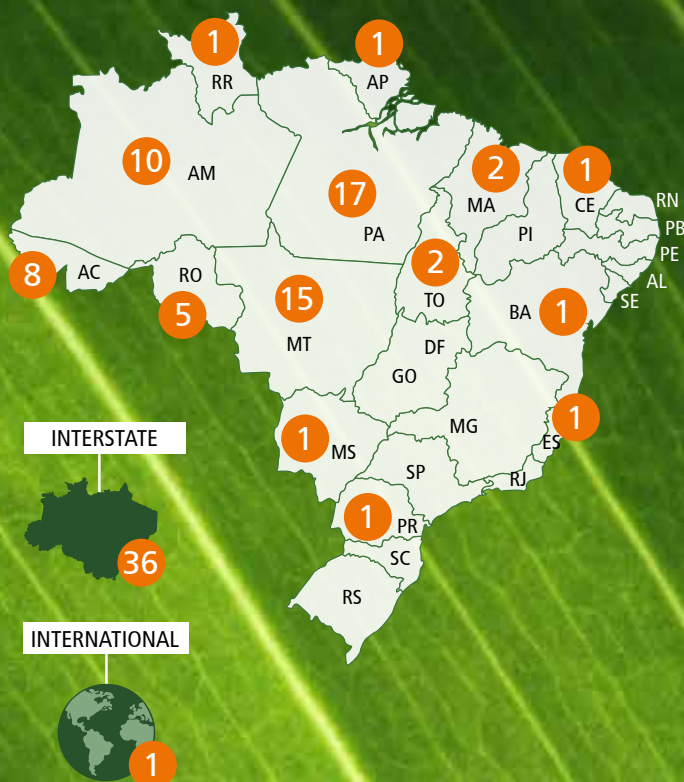 1
RR
1
AP
10
AM
17
PA
2
MA
1
CE
RN
PB
PE
AL
SE
PI
8
AC
RO
5
15
MT
2
TO
BA
1
DF
GO
MG
1
ES
1
MS
SP
RJ
1
PR
SC
RS
INTERSTATE
36
INTERNATIONAL
1